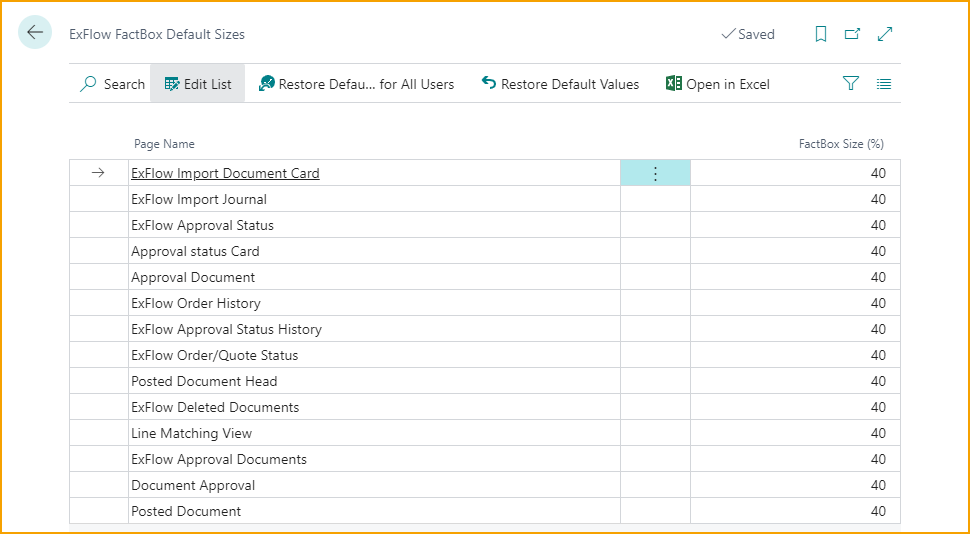 ExFlow FactBox Default Sizes
Saved
Search Edit List Restore Defau... for All Users Restore Default Values Open in Excel
Page Name FactBox Size (%)
ExFlow Import Document Card 40
ExFlow Import Journal 40
ExFlow Approval Status 40
Approval status Card 40
Approval Document 40
ExFlow Order History 40
ExFlow Approval Status History 40
ExFlow Order/Quote Status 40
Posted Document Head 40
ExFlow Deleted Documents 40
Line Matching View 40
ExFlow Approval Documents 40
Document Approval 40
Posted Document 40